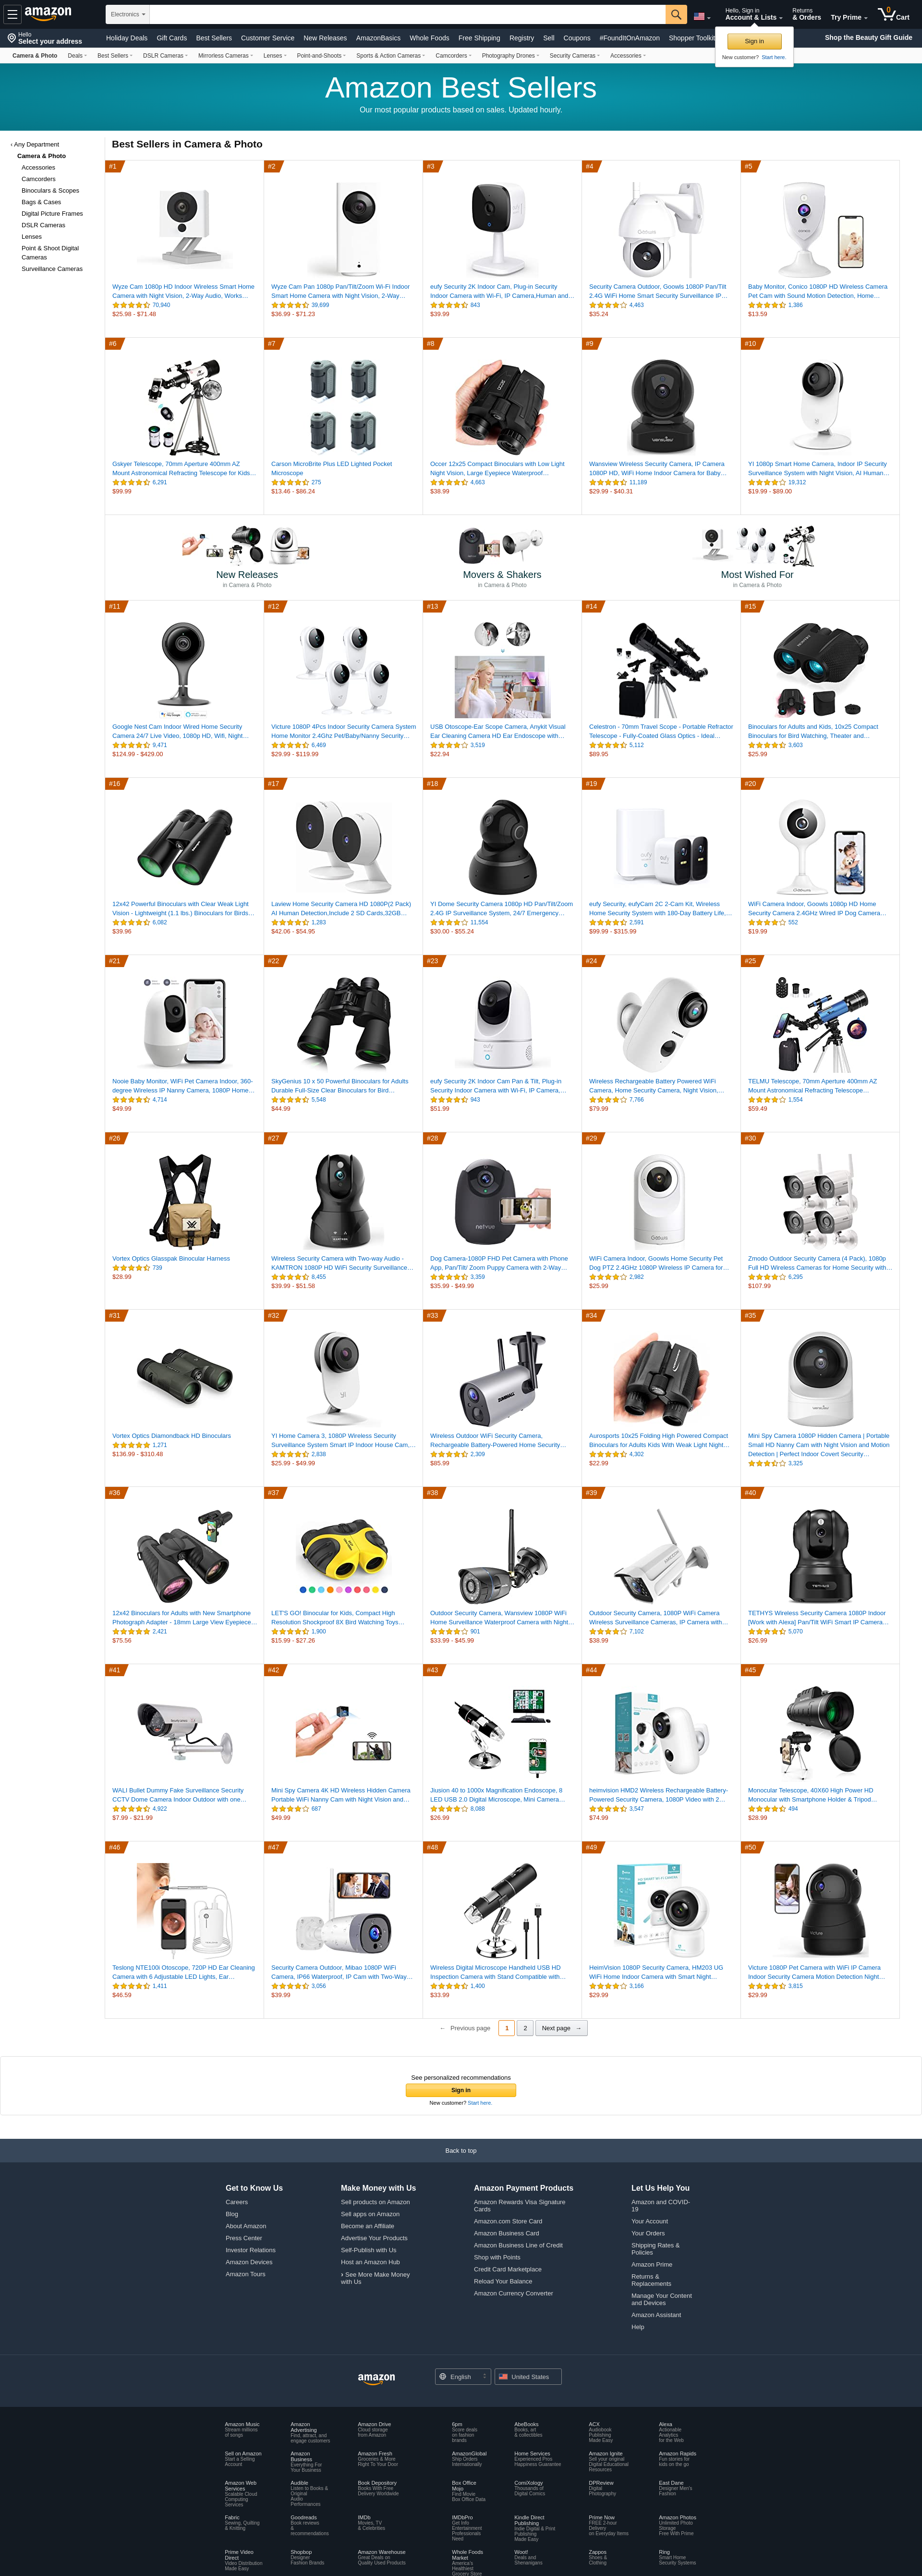 amazon
Electronics
Hello, Sign in
Account & Lists
Returns
& Orders
Try Prime
0
Cart
Hello
Select your address
Holiday Deals Gift Cards Best Sellers Customer Service New Releases AmazonBasics Whole Foods Free Shipping Registry Sell Coupons #FoundItOnAmazon Shopper Toolkit
Sign in
New customer? Start here.
Shop the Beauty Gift Guide
Camera & Photo Deals Best Sellers DSLR Cameras Mirrorless Cameras Lenses Point-and-Shoots Sports & Action Cameras Camcorders Photography Drones Security Cameras Accessories
Amazon Best Sellers
Our most popular products based on sales. Updated hourly.
‹ Any Department
Camera & Photo
Accessories
Camcorders
Binoculars & Scopes
Bags & Cases
Digital Picture Frames
DSLR Cameras
Lenses
Point & Shoot Digital
Cameras
Surveillance Cameras
Best Sellers in Camera & Photo
#1
Wyze Cam 1080p HD Indoor Wireless Smart Home
Camera with Night Vision, 2-Way Audio, Works…
70,940
$25.98 - $71.48
#2
Wyze Cam Pan 1080p Pan/Tilt/Zoom Wi-Fi Indoor
Smart Home Camera with Night Vision, 2-Way…
39,699
$36.99 - $71.23
#3
eufy Security 2K Indoor Cam, Plug-in Security
Indoor Camera with Wi-Fi, IP Camera,Human and…
843
$39.99
#4
Security Camera Outdoor, Goowls 1080P Pan/Tilt
2.4G WiFi Home Smart Security Surveillance IP…
4,463
$35.24
#5
Baby Monitor, Conico 1080P HD Wireless Camera
Pet Cam with Sound Motion Detection, Home…
1,386
$13.59
#6
Gskyer Telescope, 70mm Aperture 400mm AZ
Mount Astronomical Refracting Telescope for Kids…
6,291
$99.99
#7
Carson MicroBrite Plus LED Lighted Pocket
Microscope
275
$13.46 - $86.24
#8
Occer 12x25 Compact Binoculars with Low Light
Night Vision, Large Eyepiece Waterproof…
4,663
$38.99
#9
Wansview Wireless Security Camera, IP Camera
1080P HD, WiFi Home Indoor Camera for Baby…
11,189
$29.99 - $40.31
#10
YI 1080p Smart Home Camera, Indoor IP Security
Surveillance System with Night Vision, AI Human…
19,312
$19.99 - $89.00
New Releases
in Camera & Photo
Movers & Shakers
in Camera & Photo
Most Wished For
in Camera & Photo
#11
Google Nest Cam Indoor Wired Home Security
Camera 24/7 Live Video, 1080p HD, Wifi, Night…
9,471
$124.99 - $429.00
#12
Victure 1080P 4Pcs Indoor Security Camera System
Home Monitor 2.4Ghz Pet/Baby/Nanny Security…
6,469
$29.99 - $119.99
#13
USB Otoscope-Ear Scope Camera, Anykit Visual
Ear Cleaning Camera HD Ear Endoscope with…
3,519
$22.94
#14
Celestron - 70mm Travel Scope - Portable Refractor
Telescope - Fully-Coated Glass Optics - Ideal…
5,112
$89.95
#15
Binoculars for Adults and Kids, 10x25 Compact
Binoculars for Bird Watching, Theater and…
3,603
$25.99
#16
12x42 Powerful Binoculars with Clear Weak Light
Vision - Lightweight (1.1 lbs.) Binoculars for Birds…
6,082
$39.96
#17
Laview Home Security Camera HD 1080P(2 Pack)
AI Human Detection.Include 2 SD Cards,32GB…
1,283
$42.06 - $54.95
#18
YI Dome Security Camera 1080p HD Pan/Tilt/Zoom
2.4G IP Surveillance System, 24/7 Emergency…
11,554
$30.00 - $55.24
#19
eufy Security, eufyCam 2C 2-Cam Kit, Wireless
Home Security System with 180-Day Battery Life,…
2,591
$99.99 - $315.99
#20
WiFi Camera Indoor, Goowls 1080p HD Home
Security Camera 2.4GHz Wired IP Dog Camera…
552
$19.99
#21
Nooie Baby Monitor, WiFi Pet Camera Indoor, 360-
degree Wireless IP Nanny Camera, 1080P Home…
4,714
$49.99
#22
SkyGenius 10 x 50 Powerful Binoculars for Adults
Durable Full-Size Clear Binoculars for Bird…
5,548
$44.99
#23
eufy Security 2K Indoor Cam Pan & Tilt, Plug-in
Security Indoor Camera with Wi-Fi, IP Camera,…
943
$51.99
#24
Wireless Rechargeable Battery Powered WiFi
Camera, Home Security Camera, Night Vision,…
7,766
$79.99
#25
TELMU Telescope, 70mm Aperture 400mm AZ
Mount Astronomical Refracting Telescope…
1,554
$59.49
#26
Vortex Optics Glasspak Binocular Harness
739
$28.99
#27
Wireless Security Camera with Two-way Audio -
KAMTRON 1080P HD WiFi Security Surveillance…
8,455
$39.99 - $51.58
#28
netvue
Dog Camera-1080P FHD Pet Camera with Phone
App, Pan/Tilt/ Zoom Puppy Camera with 2-Way…
3,359
$35.99 - $49.99
#29
WiFi Camera Indoor, Goowls Home Security Pet
Dog PTZ 2.4GHz 1080P Wireless IP Camera for…
2,982
$25.99
#30
Zmodo Outdoor Security Camera (4 Pack), 1080p
Full HD Wireless Cameras for Home Security with…
6,295
$107.99
#31
Vortex Optics Diamondback HD Binoculars
1,271
$136.99 - $310.48
#32
YI Home Camera 3, 1080P Wireless Security
Surveillance System Smart IP Indoor House Cam,…
2,838
$25.99 - $49.99
#33
Wireless Outdoor WiFi Security Camera,
Rechargeable Battery-Powered Home Security…
2,309
$85.99
#34
Aurosports 10x25 Folding High Powered Compact
Binoculars for Adults Kids With Weak Light Night…
4,302
$22.99
#35
Mini Spy Camera 1080P Hidden Camera | Portable
Small HD Nanny Cam with Night Vision and Motion
Detection | Perfect Indoor Covert Security…
3,325
#36
12x42 Binoculars for Adults with New Smartphone
Photograph Adapter - 18mm Large View Eyepiece…
2,421
$75.56
#37
LET'S GO! Binocular for Kids, Compact High
Resolution Shockproof 8X Bird Watching Toys…
1,900
$15.99 - $27.26
#38
Outdoor Security Camera, Wansview 1080P WiFi
Home Surveillance Waterproof Camera with Night…
901
$33.99 - $45.99
#39
Outdoor Security Camera, 1080P WiFi Camera
Wireless Surveillance Cameras, IP Camera with…
7,102
$38.99
#40
TETHYS Wireless Security Camera 1080P Indoor
[Work with Alexa] Pan/Tilt WiFi Smart IP Camera…
5,070
$26.99
#41
WALI Bullet Dummy Fake Surveillance Security
CCTV Dome Camera Indoor Outdoor with one…
4,922
$7.99 - $21.99
#42
Mini Spy Camera 4K HD Wireless Hidden Camera
Portable WiFi Nanny Cam with Night Vision and…
687
$49.99
#43
Jiusion 40 to 1000x Magnification Endoscope, 8
LED USB 2.0 Digital Microscope, Mini Camera…
8,088
$26.99
#44
heimvision HMD2 Wireless Rechargeable Battery-
Powered Security Camera, 1080P Video with 2…
3,547
$74.99
#45
Monocular Telescope, 40X60 High Power HD
Monocular with Smartphone Holder & Tripod…
494
$28.99
#46
Teslong NTE100i Otoscope, 720P HD Ear Cleaning
Camera with 6 Adjustable LED Lights, Ear…
1,411
$46.59
#47
Security Camera Outdoor, Mibao 1080P WiFi
Camera, IP66 Waterproof, IP Cam with Two-Way…
3,056
$39.99
#48
Wireless Digital Microscope Handheld USB HD
Inspection Camera with Stand Compatible with…
1,400
$33.99
#49
HeimVision 1080P Security Camera, HM203 UG
WiFi Home Indoor Camera with Smart Night…
3,166
$29.99
#50
Victure 1080P Pet Camera with WiFi IP Camera
Indoor Security Camera Motion Detection Night…
3,815
$29.99
← Previous page 1 2 Next page →
See personalized recommendations
Sign in
New customer? Start here.
Back to top
Get to Know Us
Careers
Blog
About Amazon
Press Center
Investor Relations
Amazon Devices
Amazon Tours
Make Money with Us
Sell products on Amazon
Sell apps on Amazon
Become an Affiliate
Advertise Your Products
Self-Publish with Us
Host an Amazon Hub
› See More Make Money
with Us
Amazon Payment Products
Amazon Rewards Visa Signature
Cards
Amazon.com Store Card
Amazon Business Card
Amazon Business Line of Credit
Shop with Points
Credit Card Marketplace
Reload Your Balance
Amazon Currency Converter
Let Us Help You
Amazon and COVID-
19
Your Account
Your Orders
Shipping Rates &
Policies
Amazon Prime
Returns &
Replacements
Manage Your Content
and Devices
Amazon Assistant
Help
amazon
English
United States
Amazon Music
Stream millions
of songs
Amazon
Advertising
Find, attract, and
engage customers
Amazon Drive
Cloud storage
from Amazon
6pm
Score deals
on fashion
brands
AbeBooks
Books, art
& collectibles
ACX
Audiobook
Publishing
Made Easy
Alexa
Actionable
Analytics
for the Web
Sell on Amazon
Start a Selling
Account
Amazon
Business
Everything For
Your Business
Amazon Fresh
Groceries & More
Right To Your Door
AmazonGlobal
Ship Orders
Internationally
Home Services
Experienced Pros
Happiness Guarantee
Amazon Ignite
Sell your original
Digital Educational
Resources
Amazon Rapids
Fun stories for
kids on the go
Amazon Web
Services
Scalable Cloud
Computing
Services
Audible
Listen to Books &
Original
Audio
Performances
Book Depository
Books With Free
Delivery Worldwide
Box Office
Mojo
Find Movie
Box Office Data
ComiXology
Thousands of
Digital Comics
DPReview
Digital
Photography
East Dane
Designer Men's
Fashion
Fabric
Sewing, Quilting
& Knitting
Goodreads
Book reviews
&
recommendations
IMDb
Movies, TV
& Celebrities
IMDbPro
Get Info
Entertainment
Professionals
Need
Kindle Direct
Publishing
Indie Digital & Print
Publishing
Made Easy
Prime Now
FREE 2-hour
Delivery
on Everyday Items
Amazon Photos
Unlimited Photo
Storage
Free With Prime
Prime Video
Direct
Video Distribution
Made Easy
Shopbop
Designer
Fashion Brands
Amazon Warehouse
Great Deals on
Quality Used Products
Whole Foods
Market
America's
Healthiest
Grocery Store
Woot!
Deals and
Shenanigans
Zappos
Shoes &
Clothing
Ring
Smart Home
Security Systems